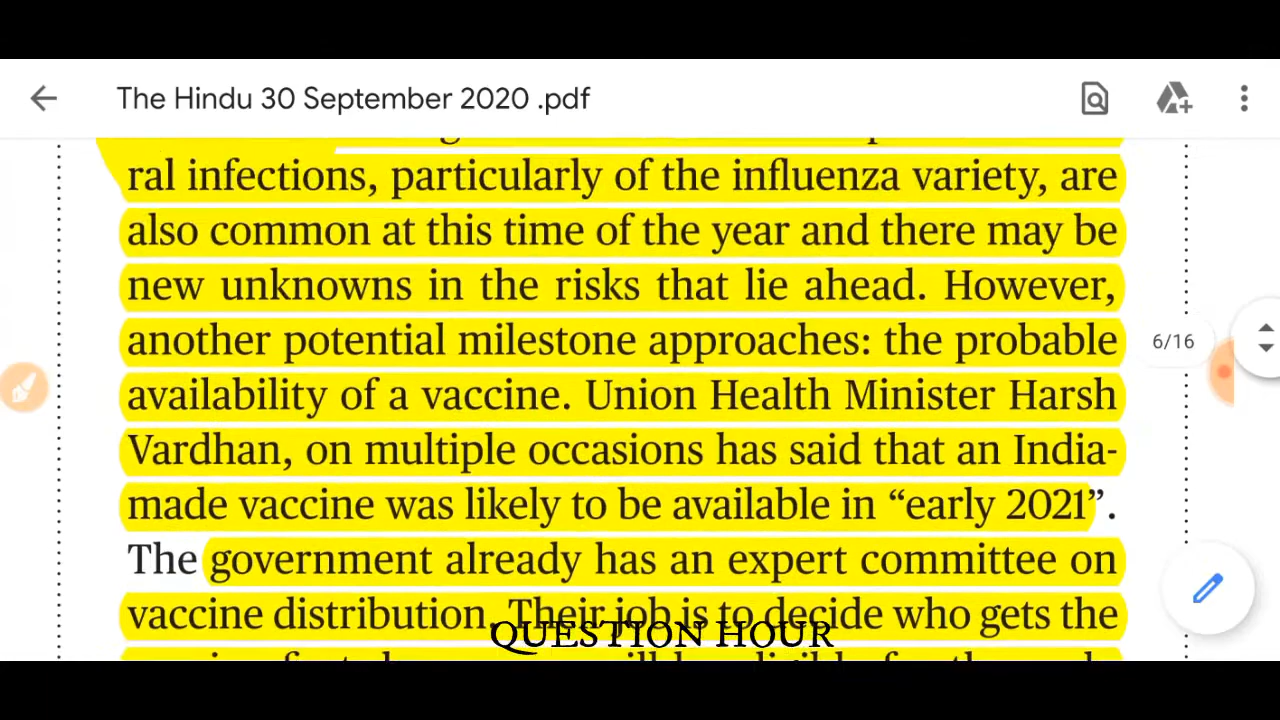 The Hindu 30 September 2020 .pdf
ral infections, particularly of the influenza variety, are
also common at this time of the year and there may be
new unknowns in the risks that lie ahead. However,
another potential milestone approaches: the probable
6/16
availability of a vaccine. Union Health Minister Harsh
Vardhan, on multiple occasions has said that an India-
made vaccine was likely to be available in “early 2021”.
The government already has an expert committee on
vaccine distribution. Their job is to decide who gets the
QUESTION HOUR